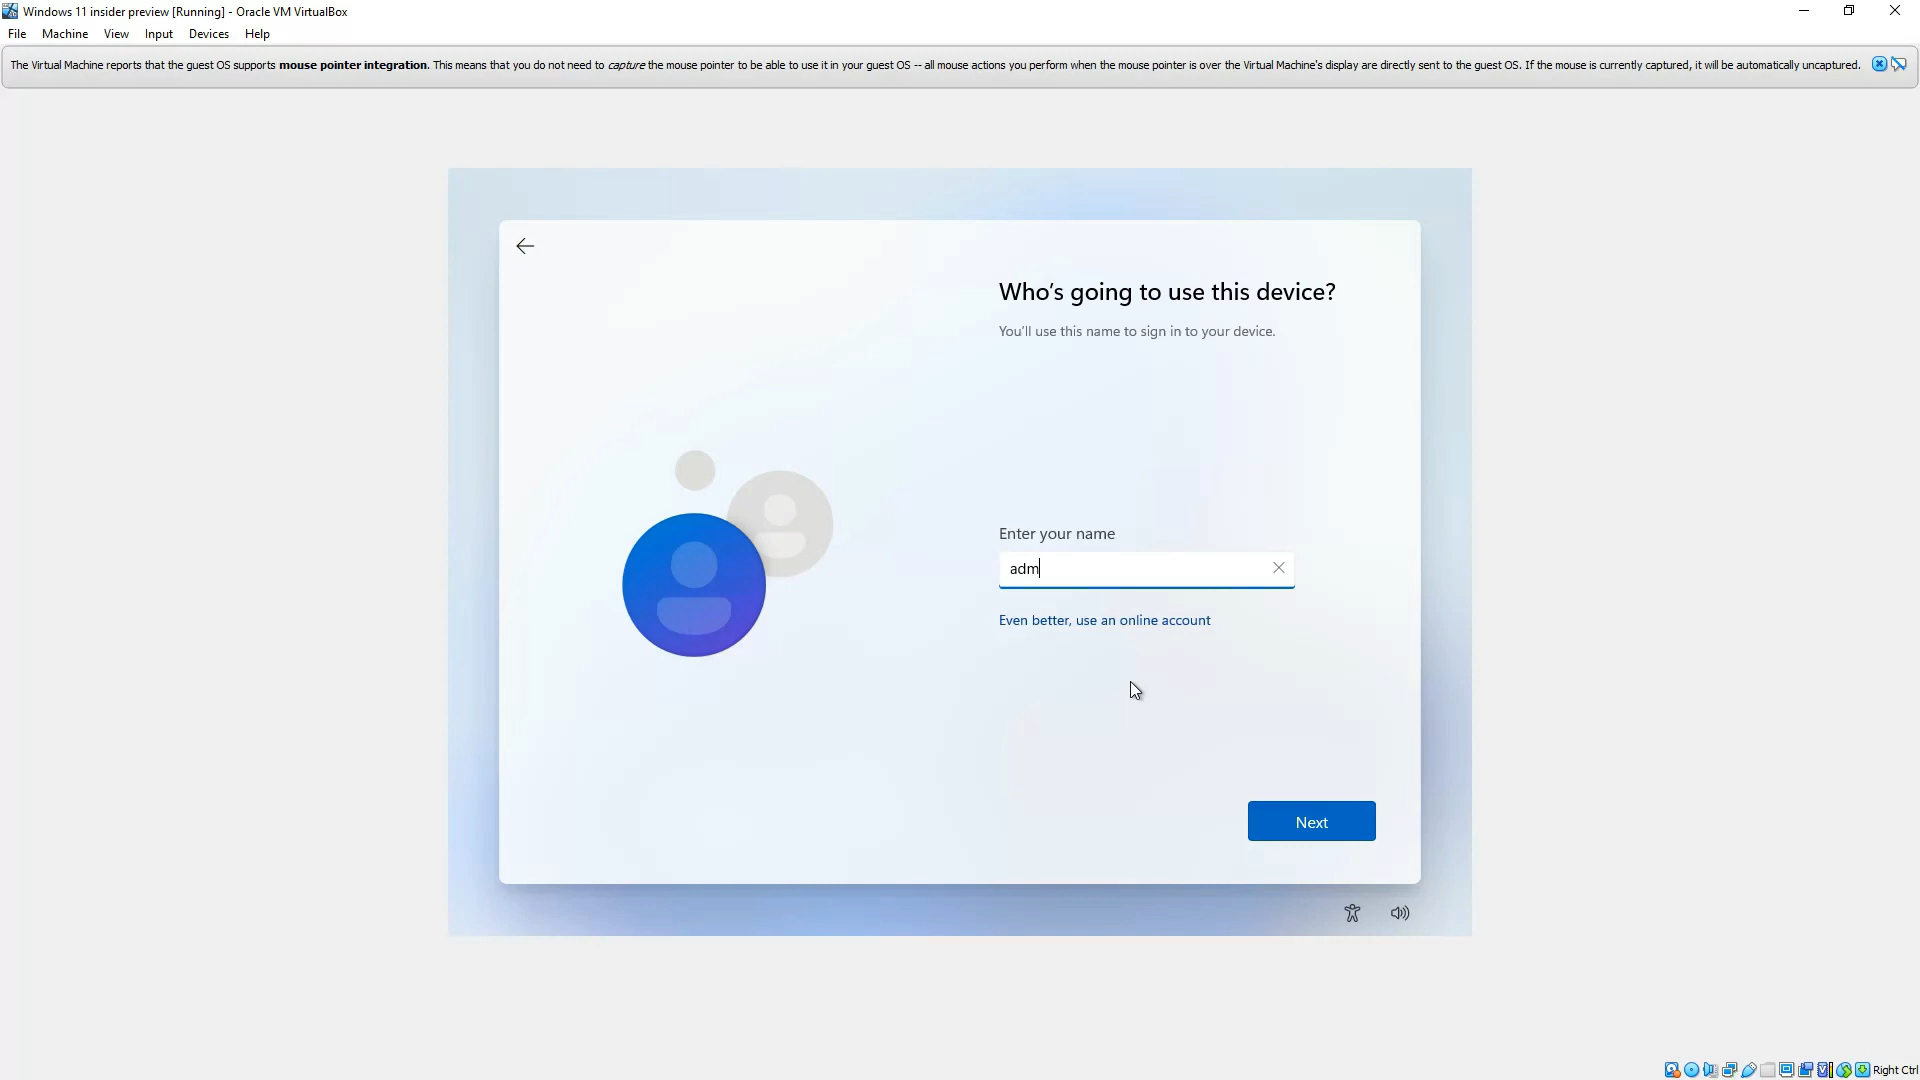 Windows 11 insider preview [Running] - Oracle VM VirtualBox
File Machine View Input Devices Help
The Virtual Machine reports that the guest OS supports mouse pointer integration. This means that you do not need to capture the mouse pointer to be able to use it in your guest OS -- all mouse actions you perform when the mouse pointer is over the Virtual Machine's display are directly sent to the guest OS. If the mouse is currently captured, it will be automatically uncaptured.
Who's going to use this device?
You'll use this name to sign in to your device.
Enter your name
adm
Even better, use an online account
Next
Right Ctrl